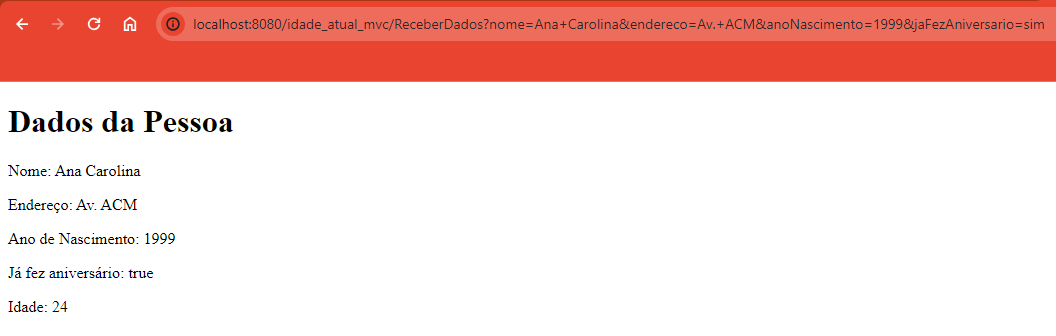 localhost:8080/idade_atual_mvc/ReceberDados?nome=Ana+Carolina&endereco=Av.+ACM&anoNascimento=1999&jaFezAniversario=sim
Dados da Pessoa
Nome: Ana Carolina
Endereço: Av. ACM
Ano de Nascimento: 1999
Já fez aniversário: true
Idade: 24